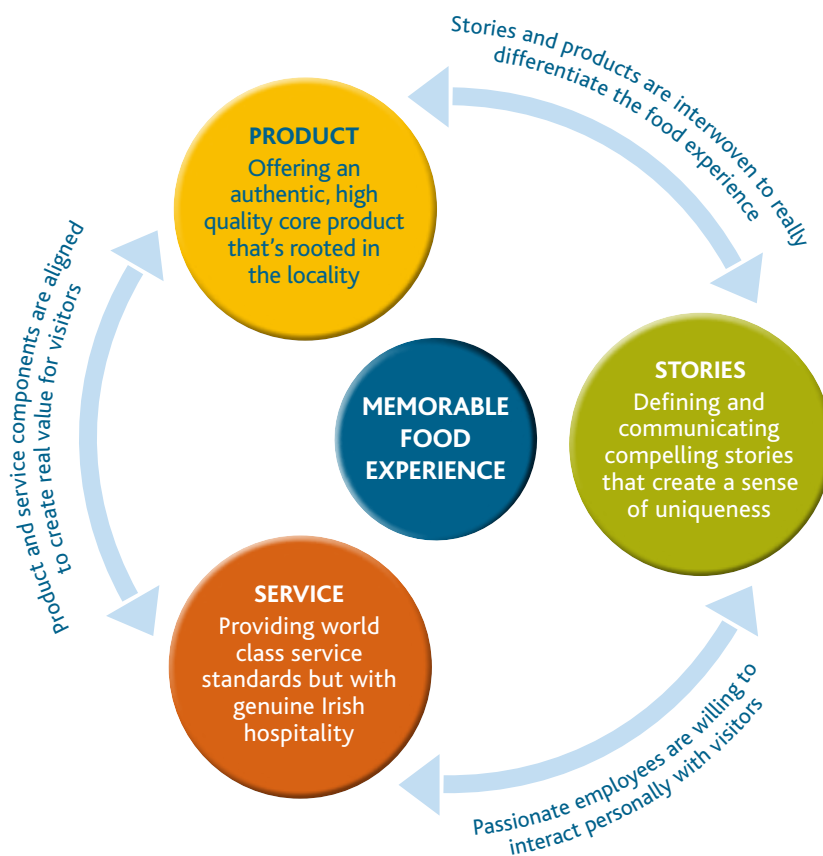 PRODUCT
Offering an
authentic, high
quality core product
that's rooted in
the locality
Stories and products are interwoven to really
differentiate the food experience
STORIES
Defining and
communicating
compelling stories
that create a sense
of uniqueness
MEMORABLE
FOOD
EXPERIENCE
Product and service components are aligned
to create real value for visitors
SERVICE
Providing world
class service
standards but with
genuine Irish
hospitality
Passionate employees are willing to
interact personally with visitors